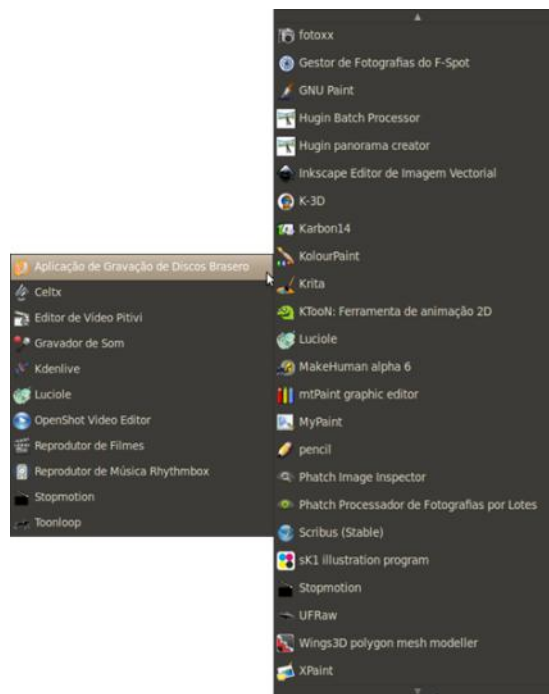 Aplicação de Gravação de Discos Brasero
Celtx
Editor de Vídeo Pitivi
Gravador de Som
Kdenlive
Luciole
OpenShot Video Editor
Reprodutor de Filmes
Reprodutor de Música Rhythmbox
Stopmotion
Toonloop
fotoxx
Gestor de Fotografias do F-Spot
GNU Paint
Hugin Batch Processor
Hugin panorama creator
Inkscape Editor de Imagem Vectorial
K-3D
Karbon14
KolourPaint
Krita
KTooN: Ferramenta de animação 2D
Luciole
MakeHuman alpha 6
mtPaint graphic editor
MyPaint
pencil
Phatch Image Inspector
Phatch Processador de Fotografias por Lotes
Scribus (Stable)
sK1 illustration program
Stopmotion
UFRaw
Wings3D polygon mesh modeller
XPaint